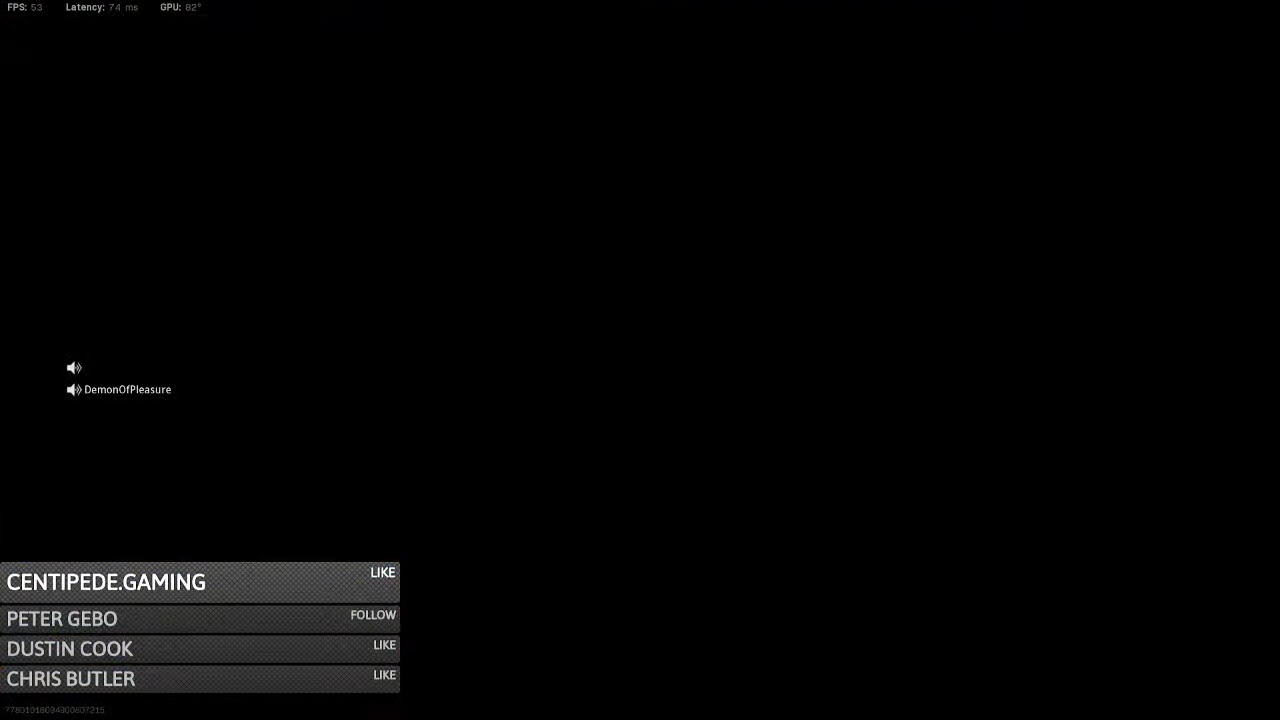 FPS: 53 Latency: 74 ms GPU: 82°
DemonOfPleasure
CENTIPEDE.GAMING LIKE
PETER GEBO FOLLOW
DUSTIN COOK LIKE
CHRIS BUTLER LIKE